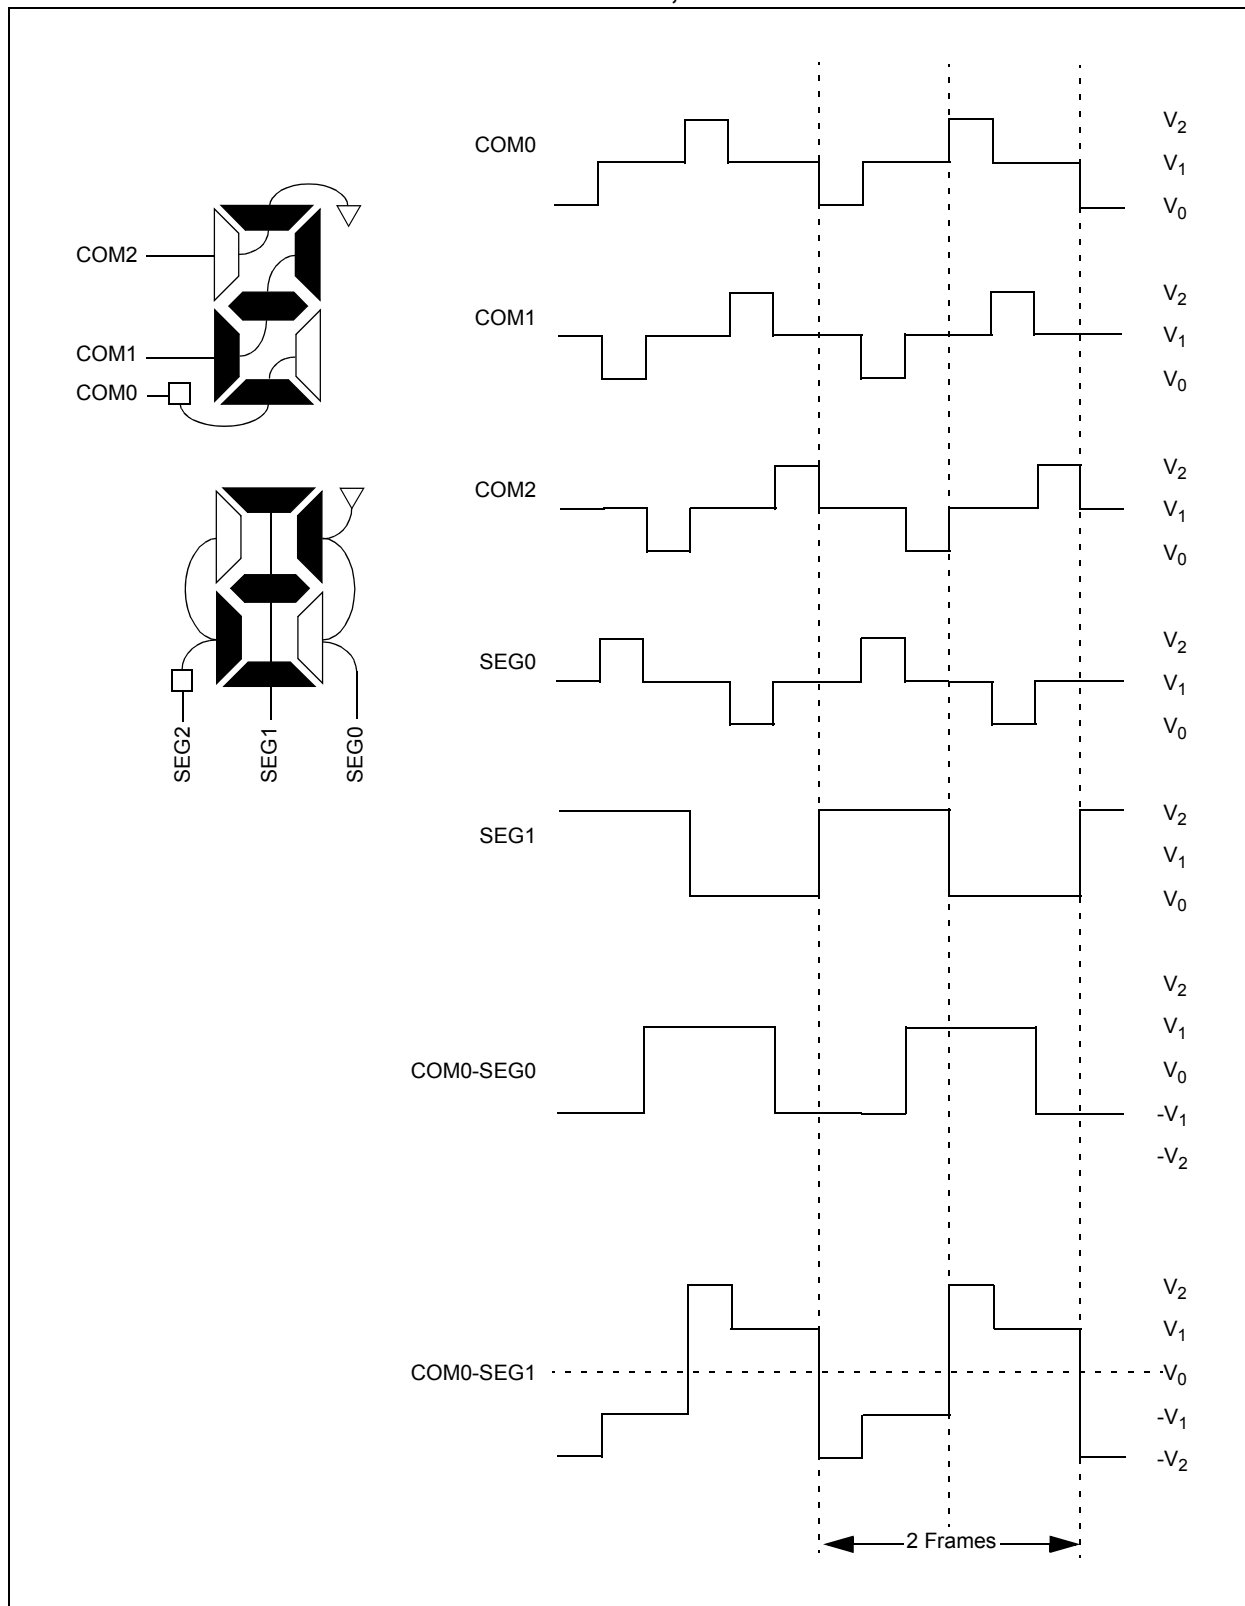 COM2
COM1
COM0
SEG2
SEG1
SEG0
COM0
V2
V1
V0
COM1
V2
V1
V0
COM2
V2
V1
V0
SEG0
V2
V1
V0
SEG1
V2
V1
V0
COM0-SEG0
V2
V1
V0
-V1
-V2
COM0-SEG1
V2
V1
V0
-V1
-V2
2 Frames